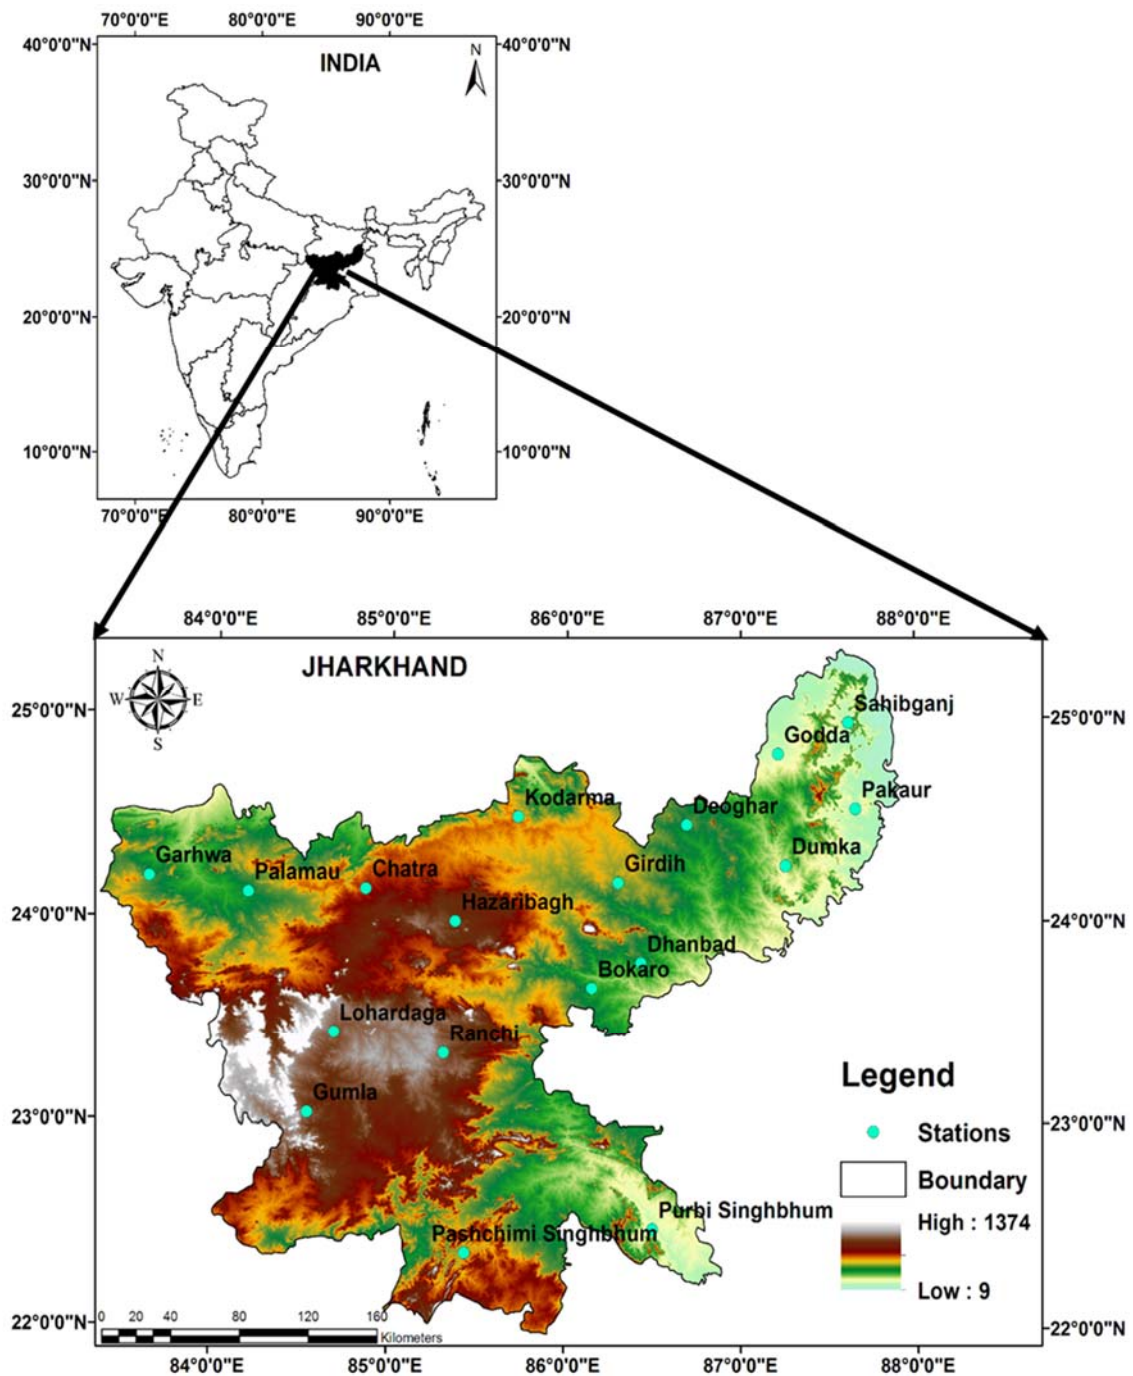 70°0'0"E 80°0'0"E 90°0'0"E
40°0'0"N 40°0'0"N
INDIA
N
30°0'0"N 30°0'0"N
20°0'0"N 20°0'0"N
10°0'0"N 10°0'0"N
70°0'0"E 80°0'0"E 90°0'0"E
84°0'0"E 85°0'0"E 86°0'0"E 87°0'0"E 88°0'0"E
JHARKHAND
N
W E
S
25°0'0"N 25°0'0"N
Sahibganj
Godda
Pakaur
Kodarma
Deoghar
Dumka
Garhwa
Palamau
Chatra
Girdih
Hazaribagh
24°0'0"N 24°0'0"N
Dhanbad
Bokaro
Lohardaga
Ranchi
Gumla
23°0'0"N 23°0'0"N
Legend
Stations
Boundary
High : 1374
Low : 9
Purbi Singhbhum
Pashchimi Singhbhum
0 20 40 80 120 160
Kilometers
22°0'0"N 22°0'0"N
84°0'0"E 85°0'0"E 86°0'0"E 87°0'0"E 88°0'0"E